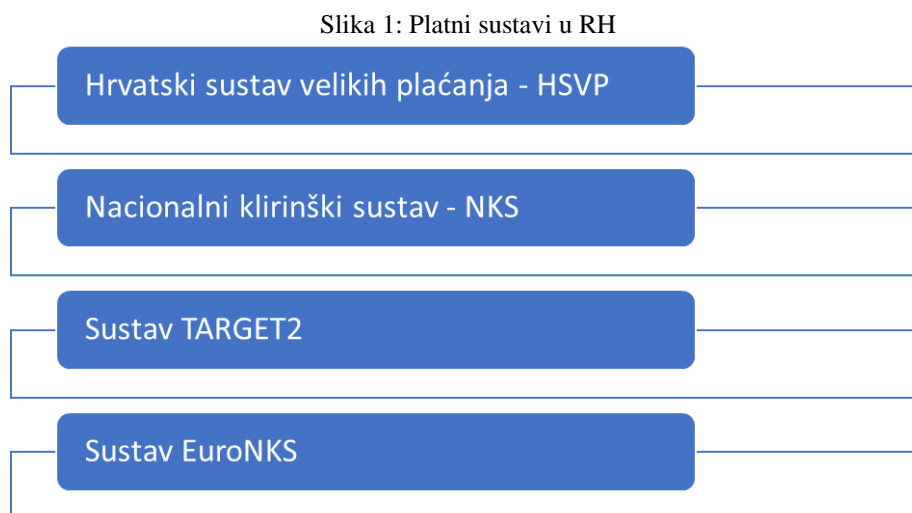 Slika 1: Platni sustavi u RH
Hrvatski sustav velikih plaćanja - HSVP
Nacionalni klirinški sustav - NKS
Sustav TARGET2
Sustav EuroNKS